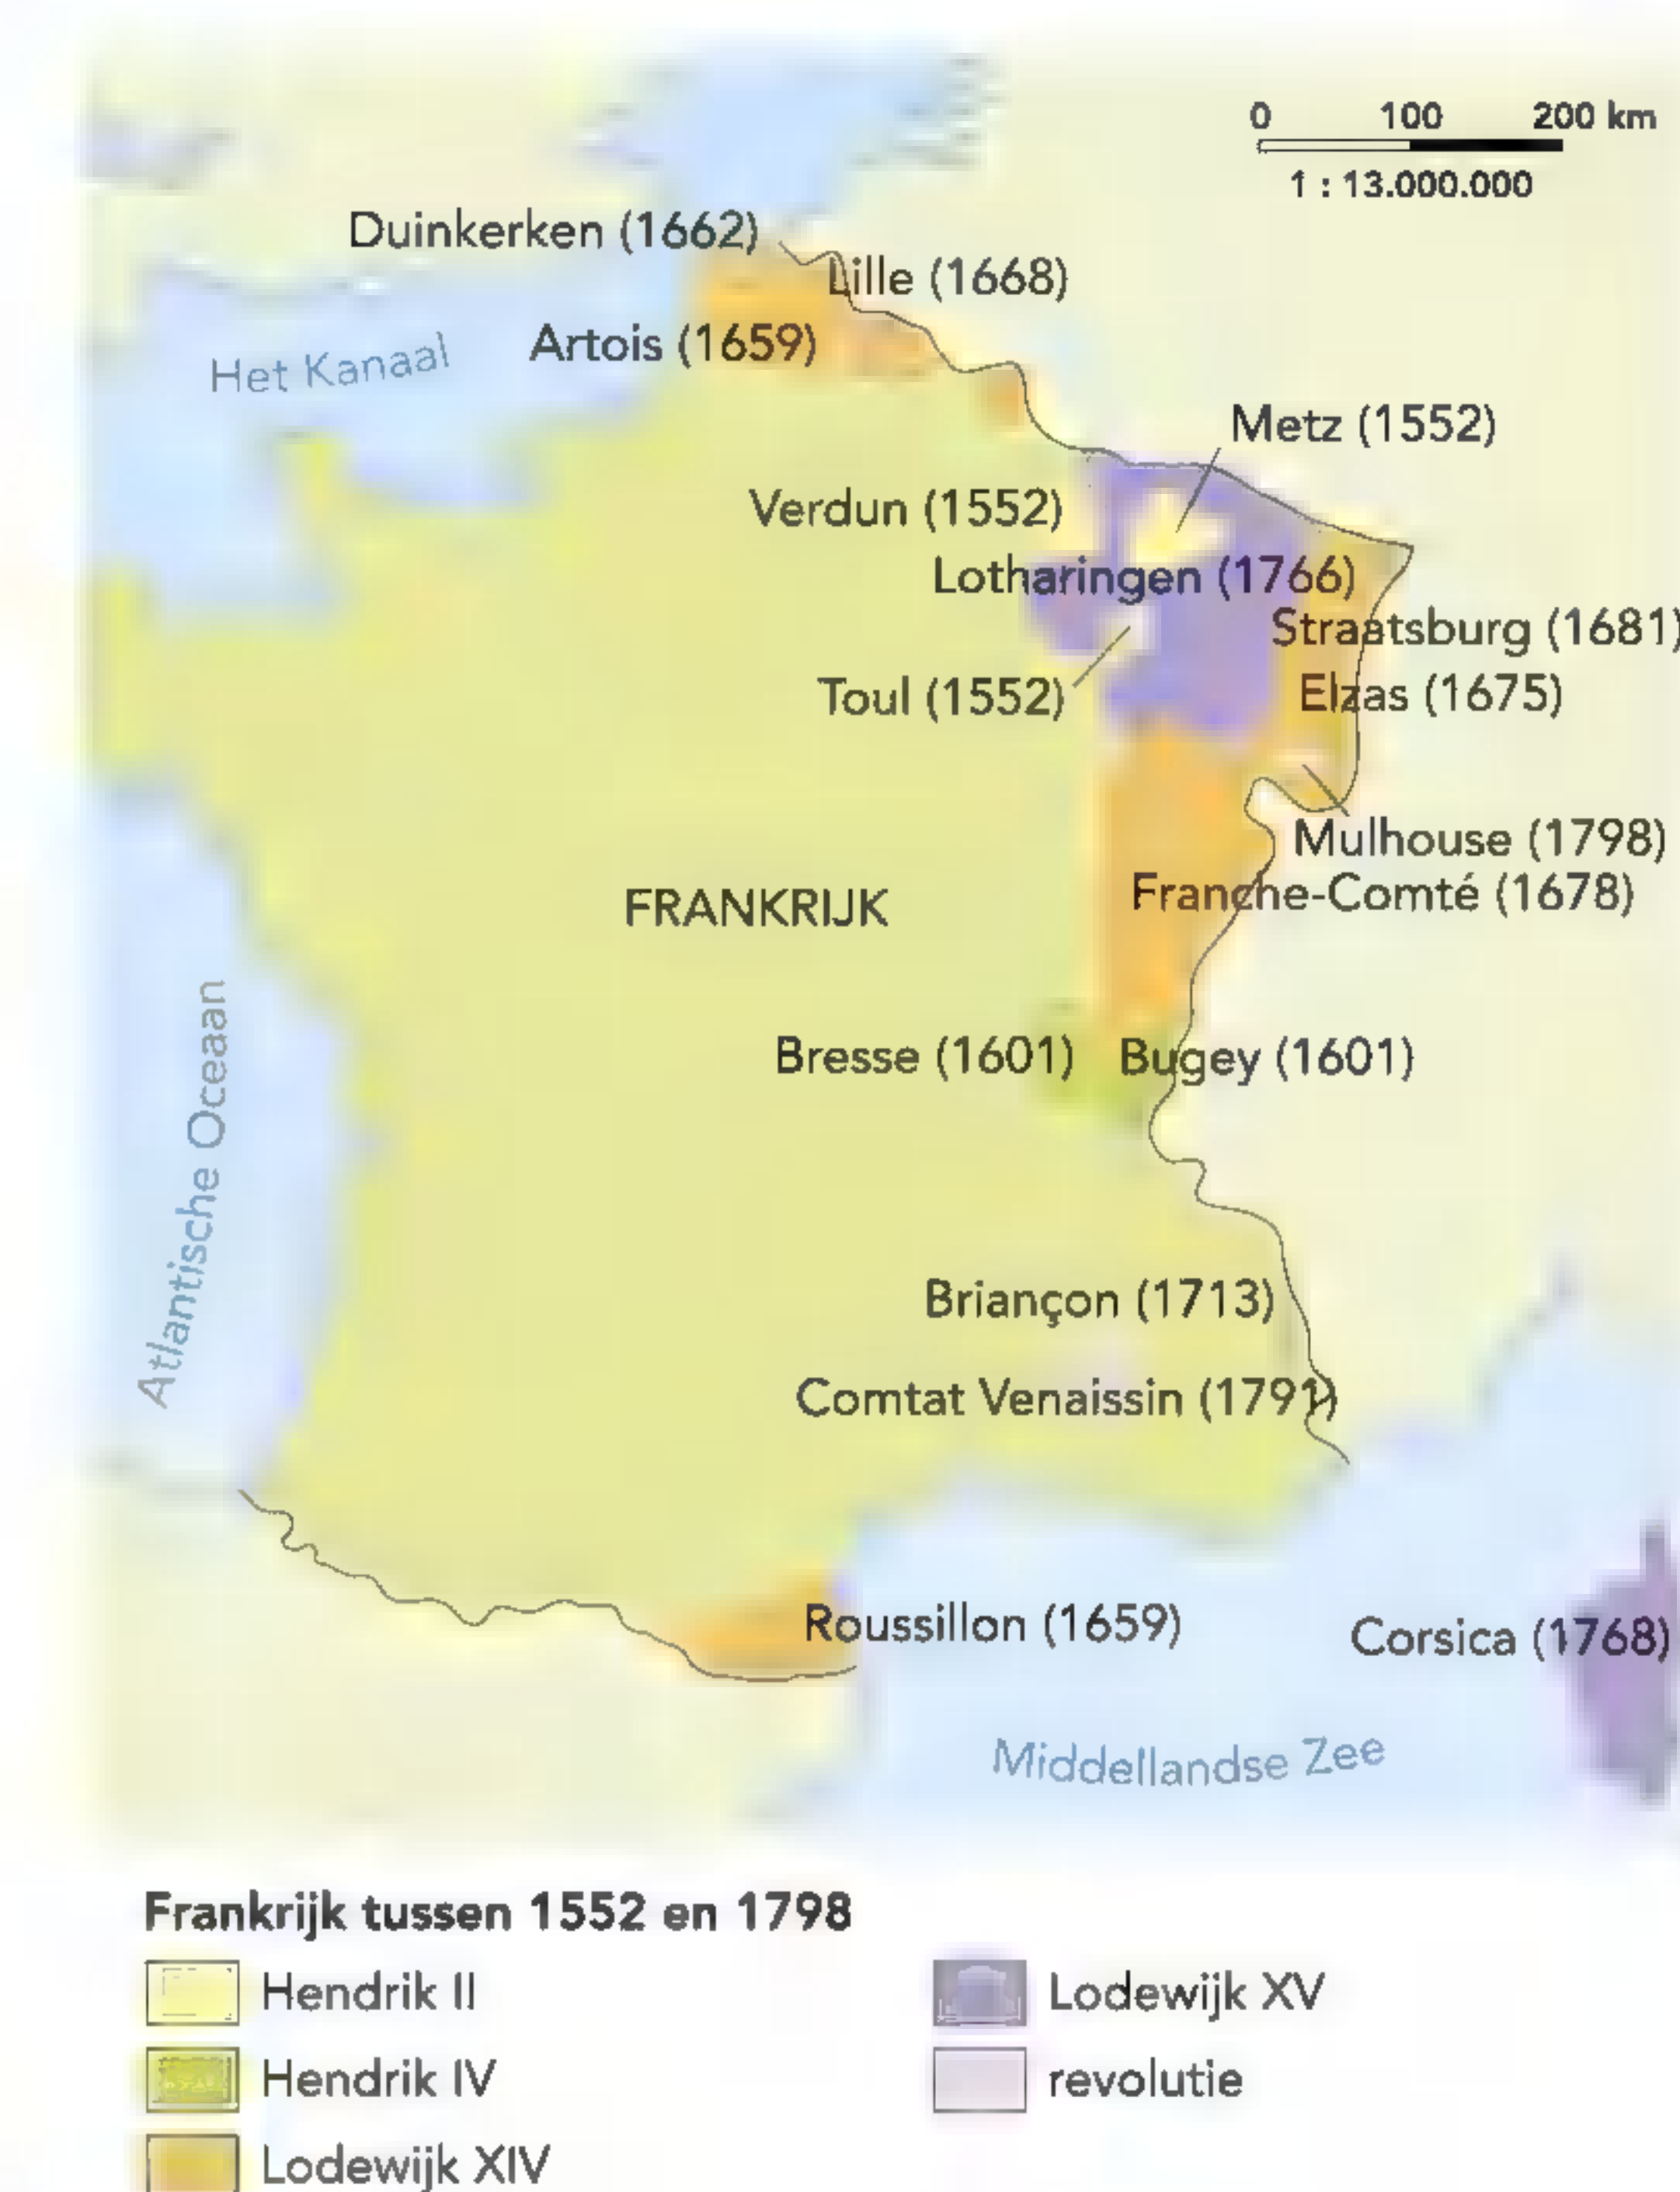 0 100 200 km
1 : 13.000.000
Duinkerken (1662)
Lille (1668)
Artois (1659)
Het Kanaal
Metz (1552)
Verdun (1552)
Lotharingen (1766)
Straatsburg (1681)
Toul (1552)
Elzas (1675)
Mulhouse (1798)
Franche-Comté (1678)
FRANKRIJK
Atlantische Oceaan
Bresse (1601)
Bugey (1601)
Briançon (1713)
Comtat Venaissin (1791)
Roussillon (1659)
Corsica (1768)
Middellandse Zee
Frankrijk tussen 1552 en 1798
Hendrik II
Hendrik IV
Lodewijk XIV
Lodewijk XV
revolutie